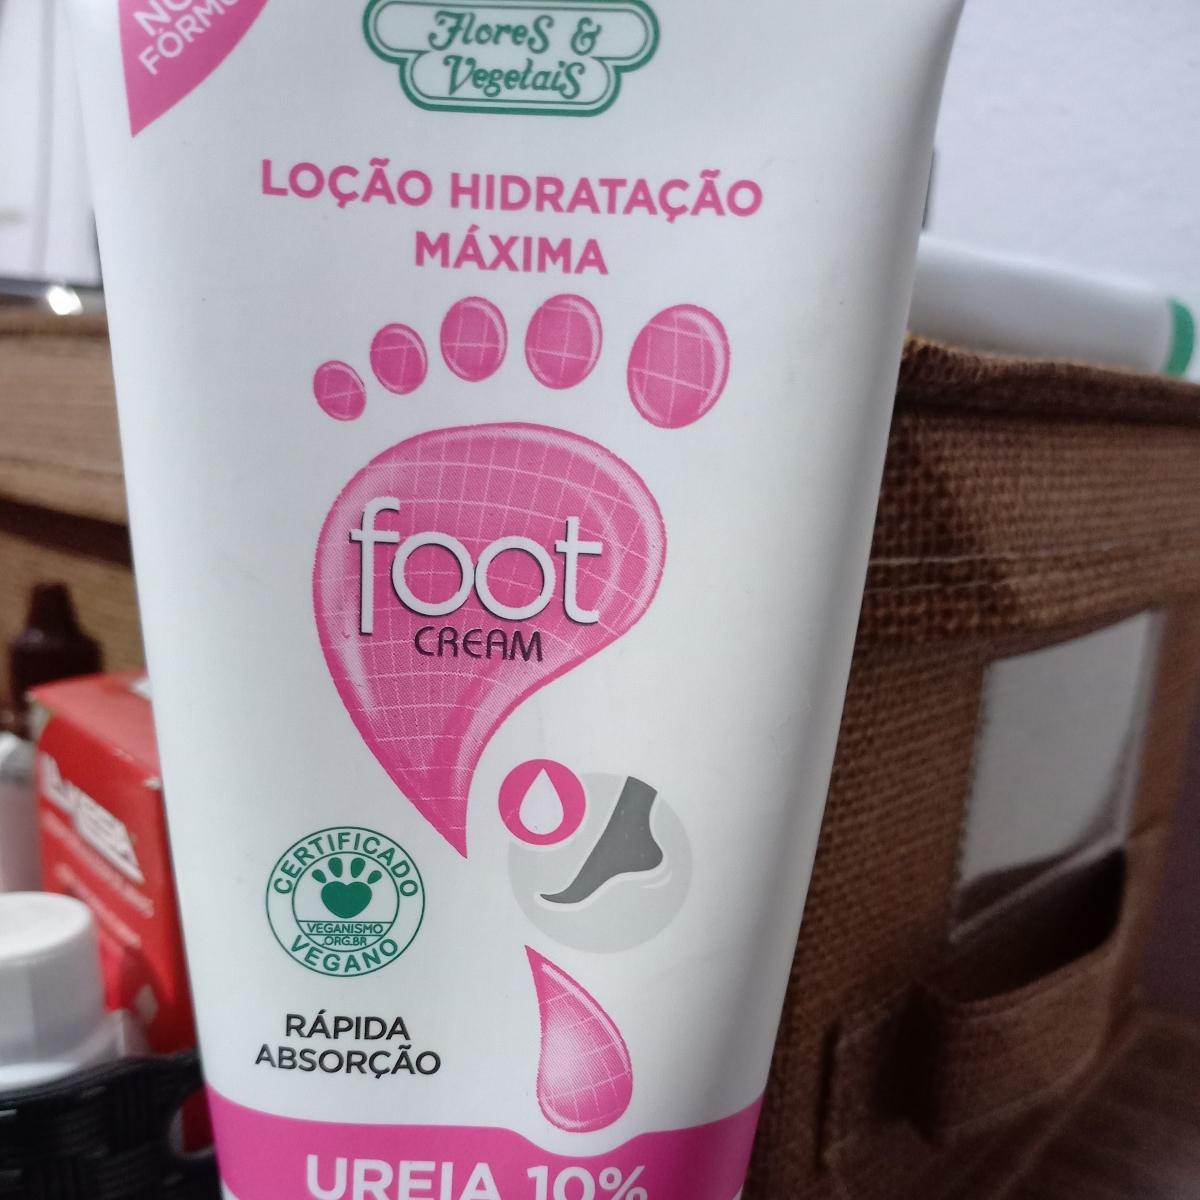 Flores &
Vegetais
LOÇÃO HIDRATAÇÃO
MÁXIMA
foot
CREAM
CERTIFICADO
VEGANISMO
.ORG.BR
VEGANO
RÁPIDA
ABSORÇÃO
UREIA 10%